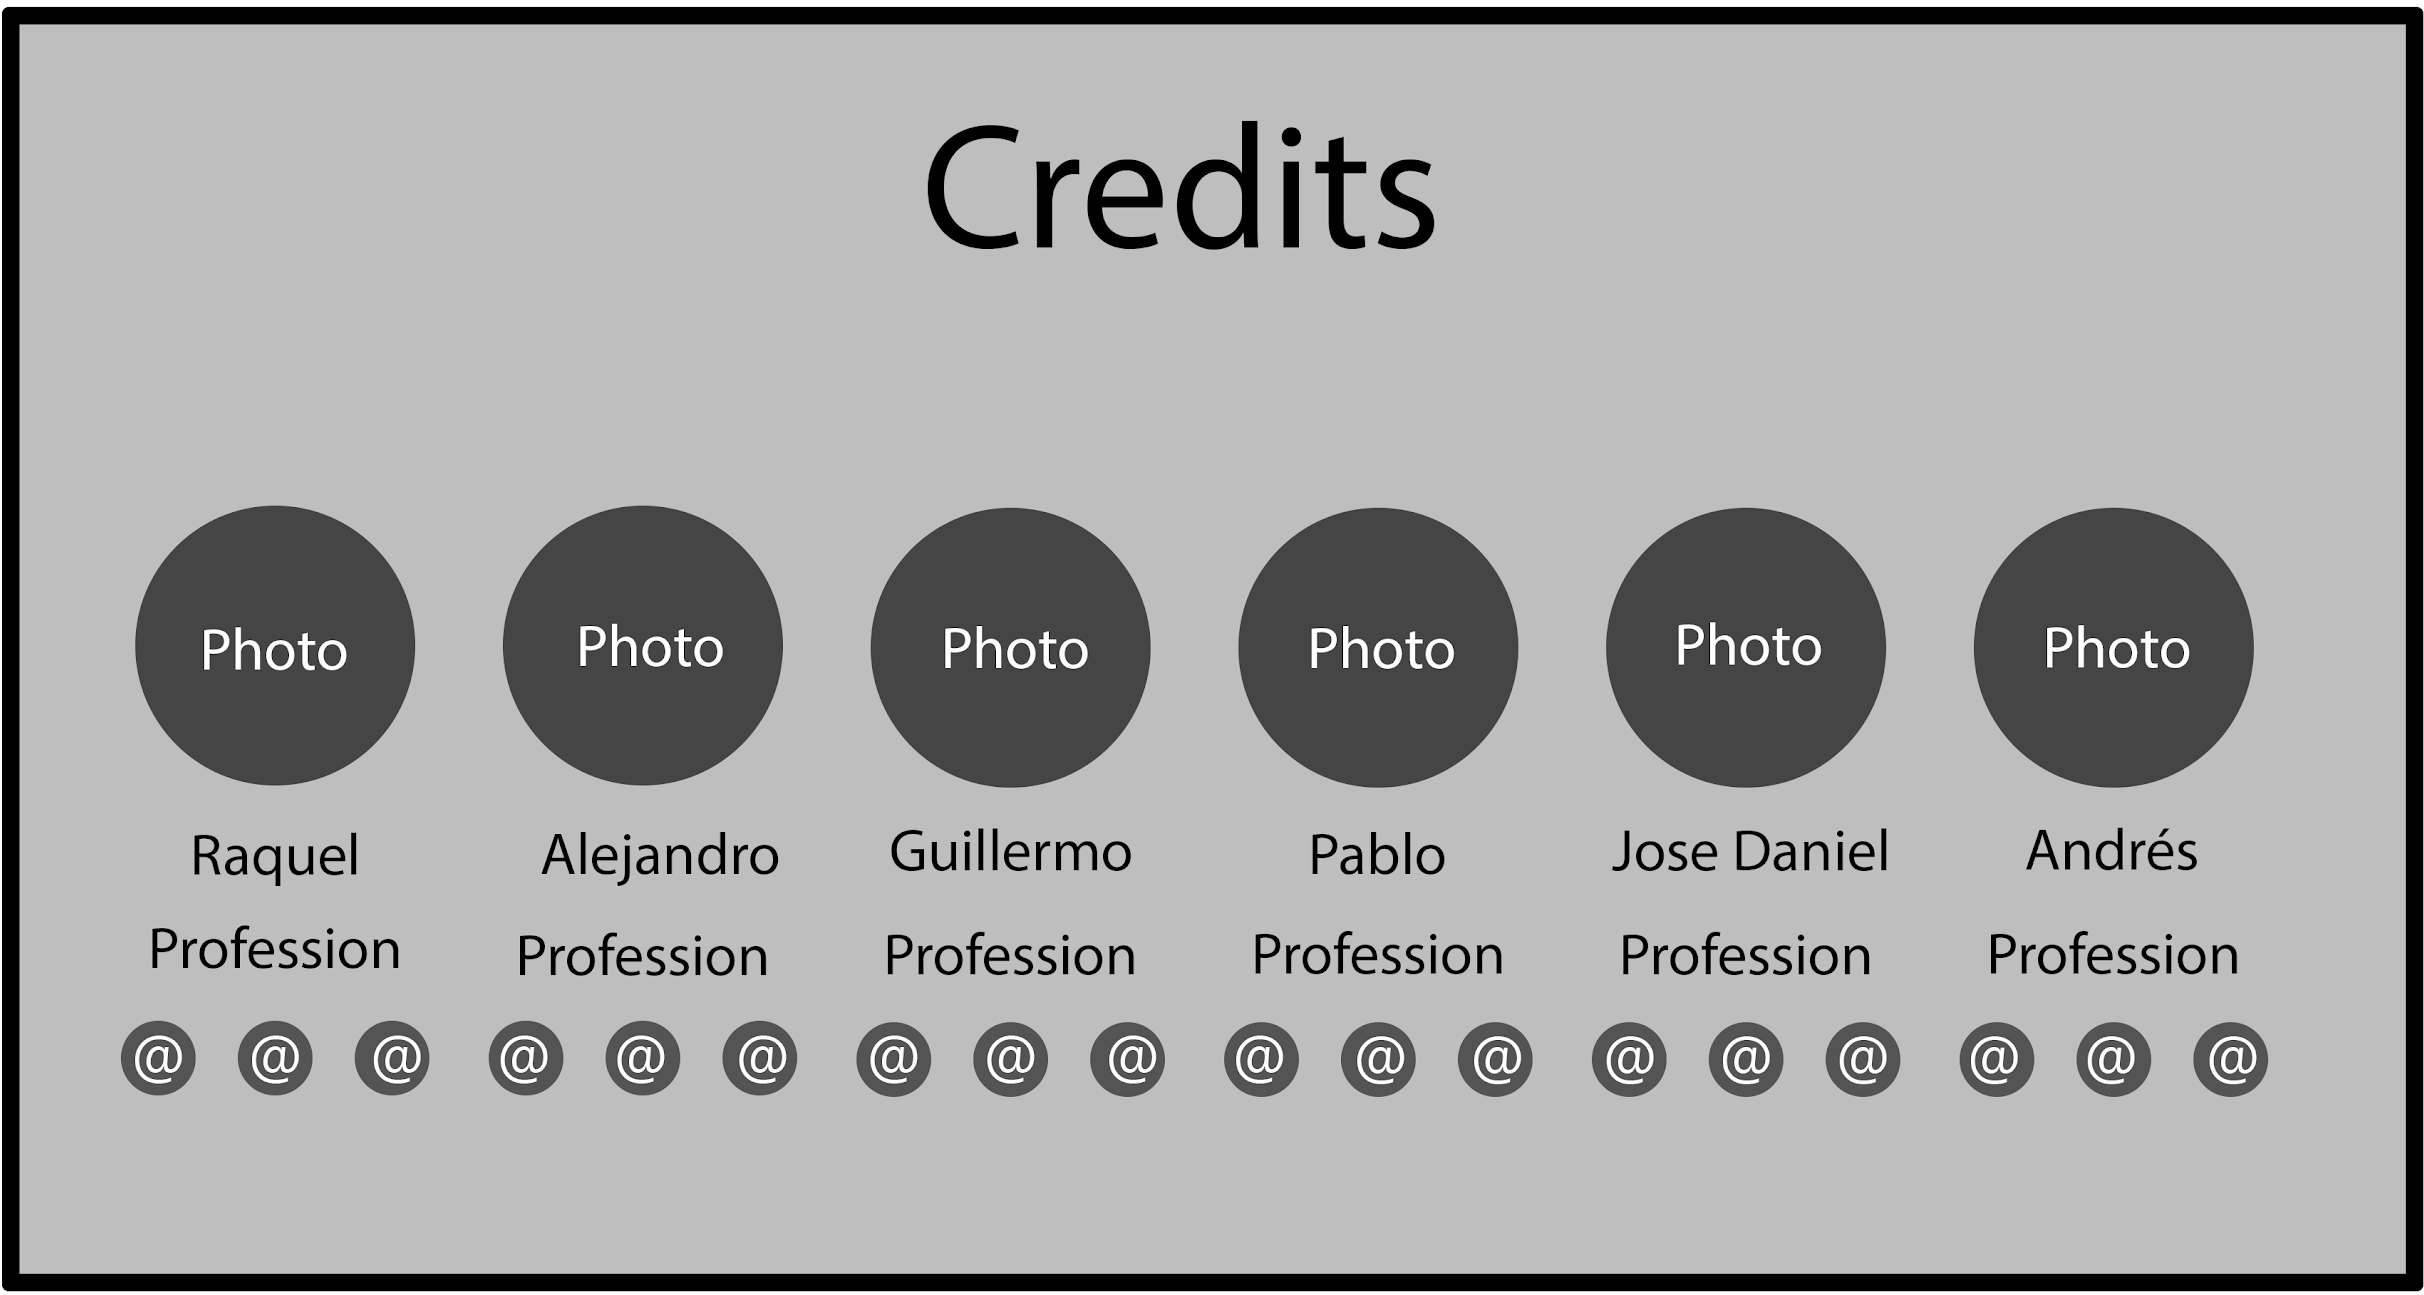 Credits
Photo Photo Photo Photo Photo Photo
Raquel Alejandro Guillermo Pablo Jose Daniel Andrés
Profession Profession Profession Profession Profession Profession
@ @ @ @ @ @ @ @ @ @ @ @ @ @ @ @ @ @